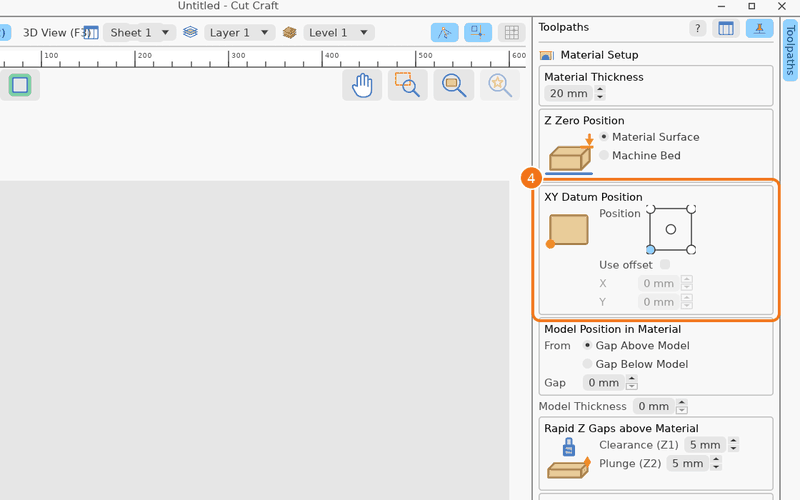 Untitled - Cut Craft
3D View (F3)
Sheet 1
Layer 1
Level 1
100
200
300
400
500
600
Toolpaths
?
Toolpaths
Material Setup
Material Thickness
20 mm
Z Zero Position
Material Surface
Machine Bed
4
XY Datum Position
Position
Use offset
X 0 mm
Y 0 mm
Model Position in Material
From Gap Above Model
Gap Below Model
Gap 0 mm
Model Thickness 0 mm
Rapid Z Gaps above Material
Clearance (Z1) 5 mm
Plunge (Z2) 5 mm